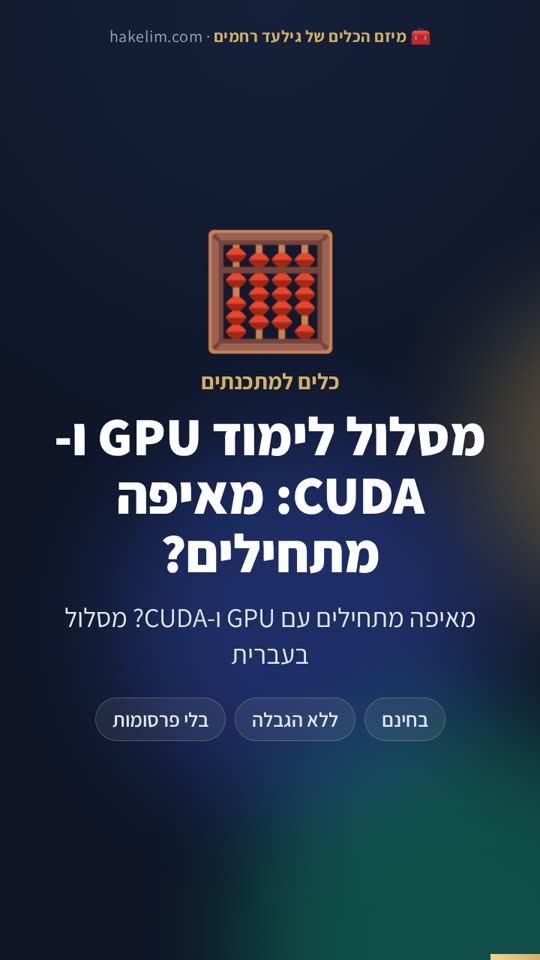 🧰 מיזם הכלים של גילעד רחמים · hakelim.com
כלים למתכנתים
מסלול לימוד GPU ו-
CUDA: מאיפה
מתחילים?
מאיפה מתחילים עם GPU ו-CUDA? מסלול
בעברית
בחינם
ללא הגבלה
בלי פרסומות